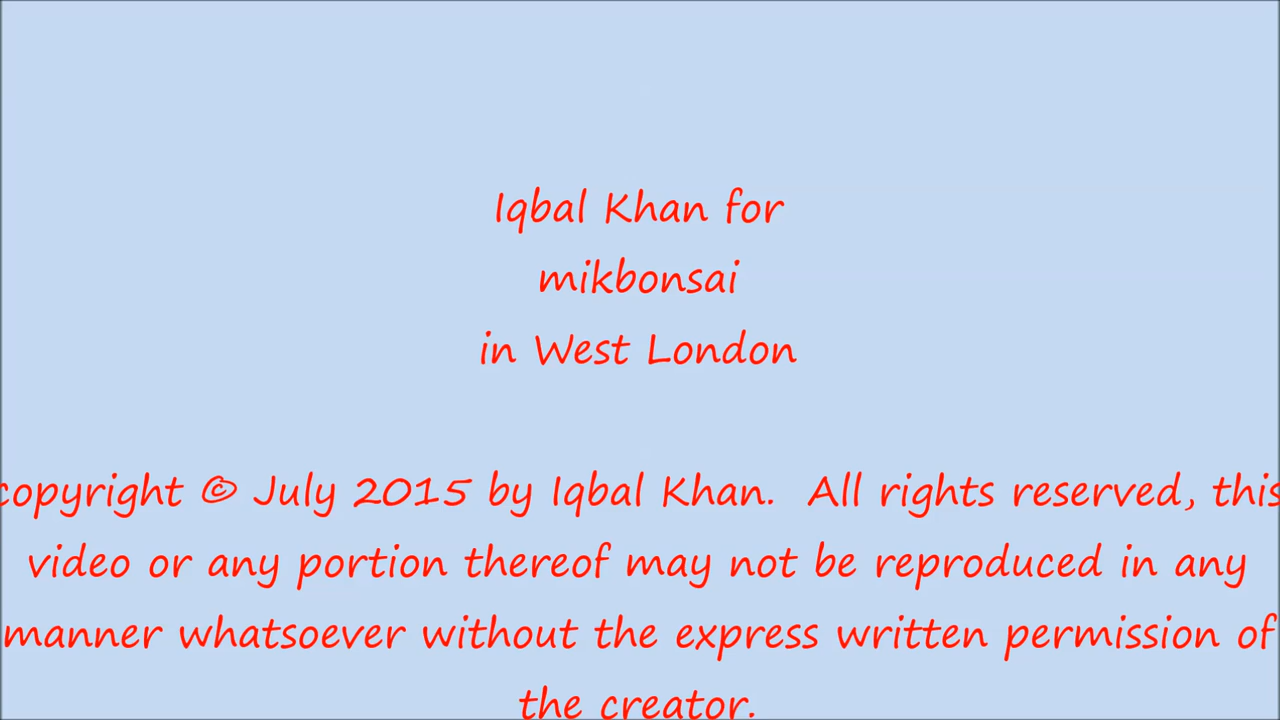 Iqbal Khan for
mikbonsai
in West London
copyright © July 2015 by Iqbal Khan.  All rights reserved, this
video or any portion thereof may not be reproduced in any
manner whatsoever without the express written permission of
the creator.